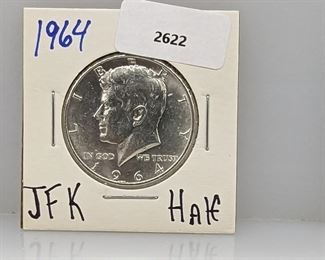 1964
2622
LIBERTY
IN GOD WE TRUST
1964
JFK Half